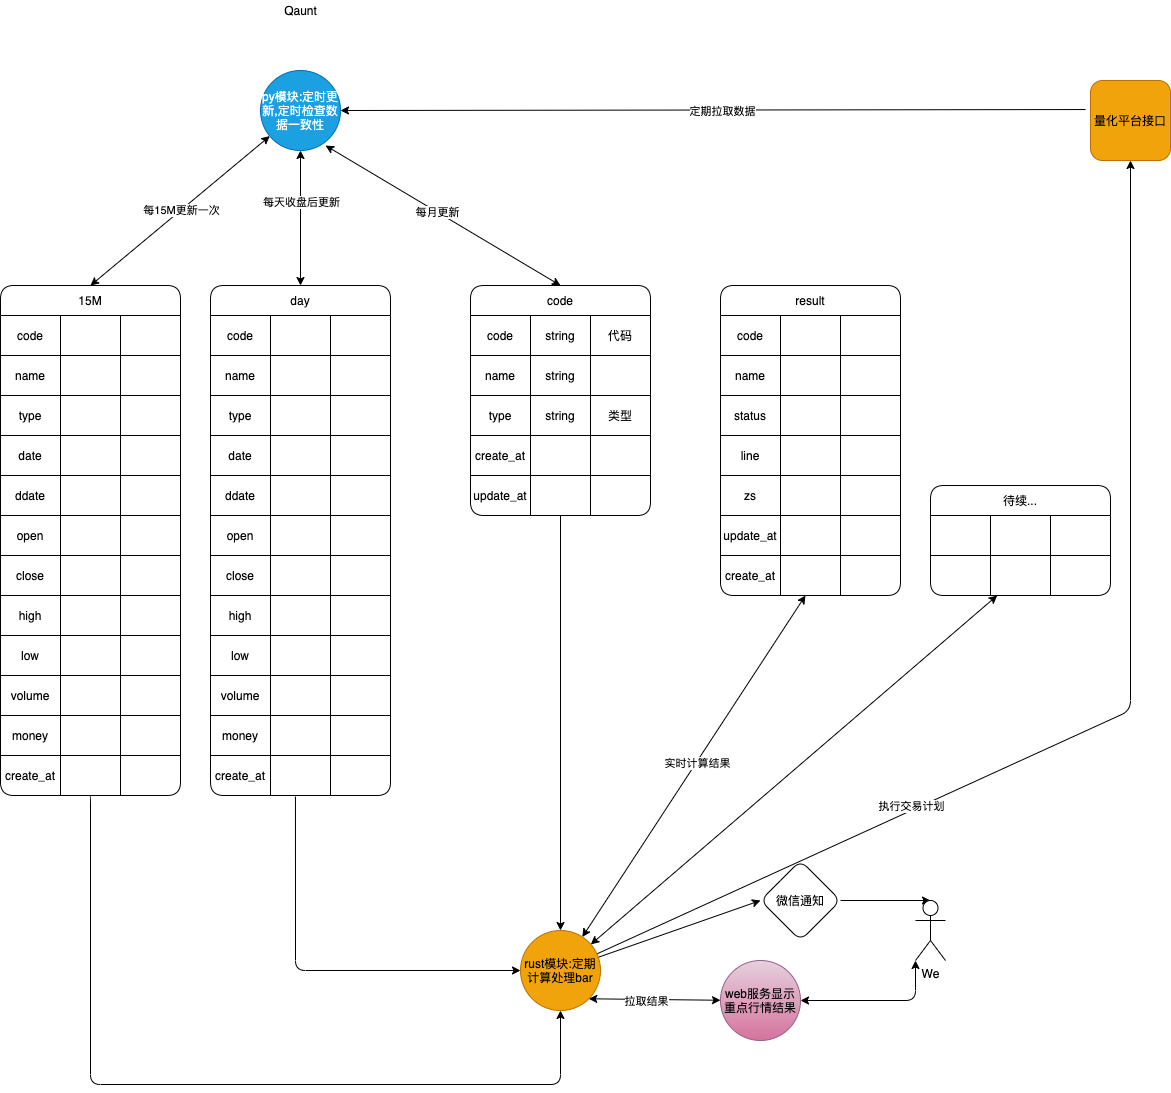 Qaunt
py模块:定时更
新,定时检查数
据一致性
定期拉取数据
量化平台接口
每15M更新一次
每天收盘后更新
每月更新
15M
code
name
type
date
ddate
open
close
high
low
volume
money
create_at
day
code
name
type
date
ddate
open
close
high
low
volume
money
create_at
code
code string 代码
name string
type string 类型
create_at
update_at
result
code
name
status
line
zs
update_at
create_at
待续...
实时计算结果
执行交易计划
微信通知
rust模块:定期
计算处理bar
We
拉取结果
web服务显示
重点行情结果